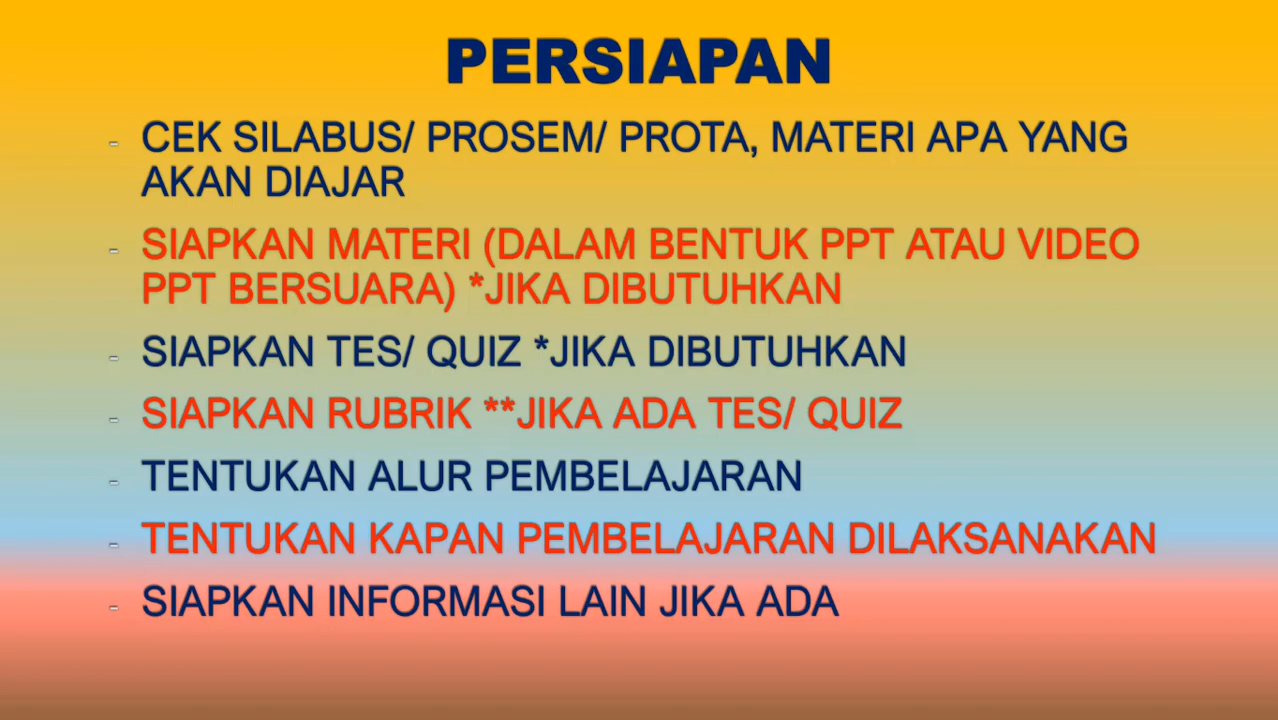 PERSIAPAN
- CEK SILABUS/ PROSEM/ PROTA, MATERI APA YANG
AKAN DIAJAR
- SIAPKAN MATERI (DALAM BENTUK PPT ATAU VIDEO
PPT BERSUARA) *JIKA DIBUTUHKAN
- SIAPKAN TES/ QUIZ *JIKA DIBUTUHKAN
- SIAPKAN RUBRIK **JIKA ADA TES/ QUIZ
- TENTUKAN ALUR PEMBELAJARAN
- TENTUKAN KAPAN PEMBELAJARAN DILAKSANAKAN
- SIAPKAN INFORMASI LAIN JIKA ADA